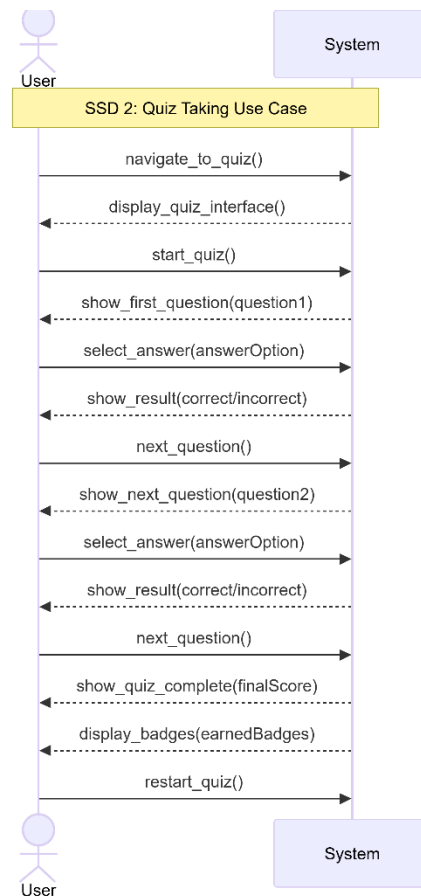 System
User
SSD 2: Quiz Taking Use Case
navigate_to_quiz()
display_quiz_interface()
start_quiz()
show_first_question(question1)
select_answer(answerOption)
show_result(correct/incorrect)
next_question()
show_next_question(question2)
select_answer(answerOption)
show_result(correct/incorrect)
next_question()
show_quiz_complete(finalScore)
display_badges(earnedBadges)
restart_quiz()
System
User